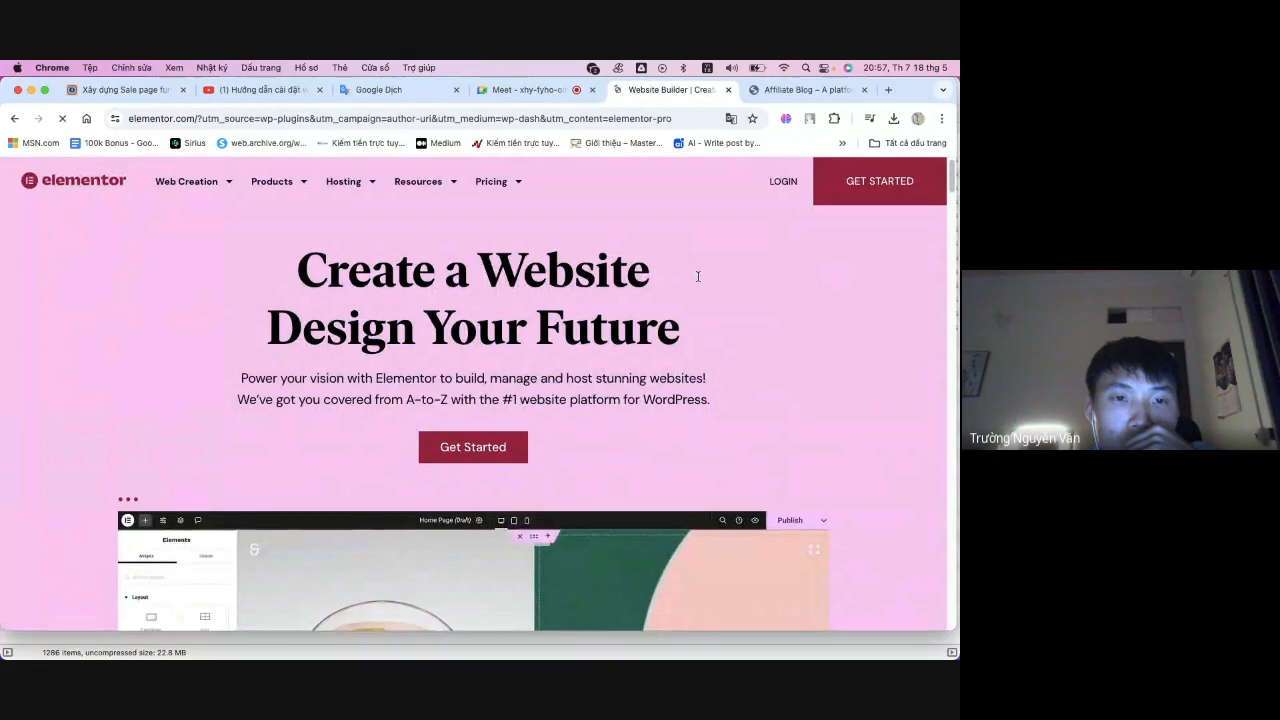 Chrome Tệp Chỉnh sửa Xem Nhật ký Dấu trang Hồ sơ Thẻ Cửa sổ Trợ giúp 20:57, Th 7 18 thg 5
Xây dựng Sale page fun (1) Hướng dẫn cài đặt w Google Dịch Meet - xhy-fyho-oi Website Builder | Creat Affiliate Blog – A platfo
elementor.com/?utm_source=wp-plugins&utm_campaign=author-uri&utm_medium=wp-dash&utm_content=elementor-pro
MSN.com 100k Bonus - Goo... Sirius web.archive.org/w... Kiếm tiền trực tuy... Medium Kiếm tiền trực tuy... Giới thiệu – Master... AI - Write post by... Tất cả dấu trang
elementor Web Creation Products Hosting Resources Pricing LOGIN GET STARTED
Create a Website
Design Your Future
Power your vision with Elementor to build, manage and host stunning websites!
We've got you covered from A-to-Z with the #1 website platform for WordPress.
Get Started
Home Page (Draft) Publish
Elements
Layout
&
1286 items, uncompressed size: 22.8 MB
Trường Nguyễn Văn